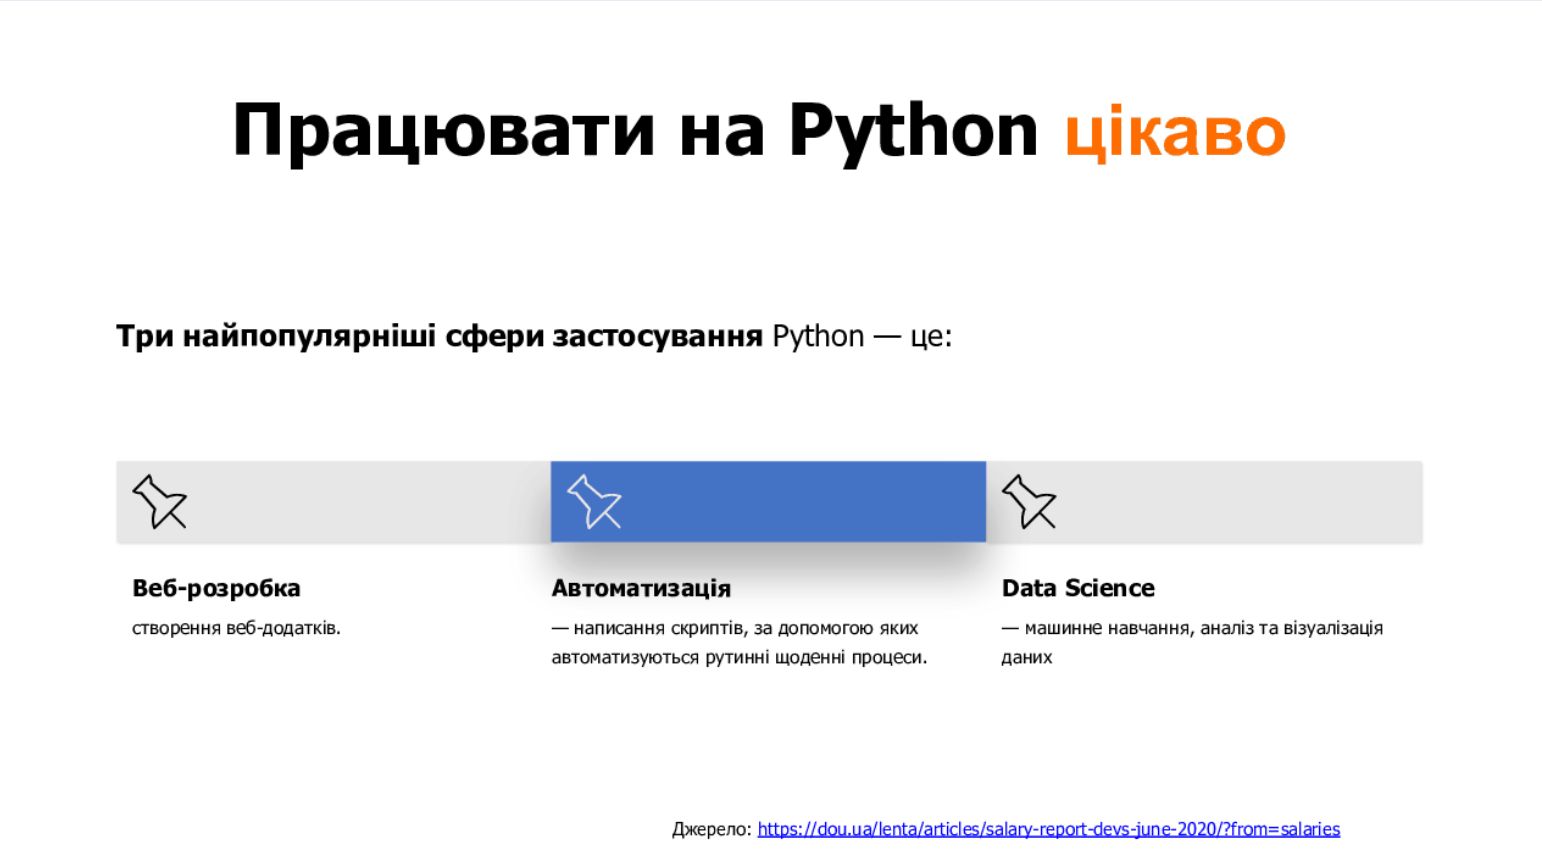 Працювати на Python цікаво
Три найпопулярніші сфери застосування Python — це:
Веб-розробка
створення веб-додатків.
Автоматизація
— написання скриптів, за допомогою яких
автоматизуються рутинні щоденні процеси.
Data Science
— машинне навчання, аналіз та візуалізація
даних
Джерело: https://dou.ua/lenta/articles/salary-report-devs-june-2020/?from=salaries